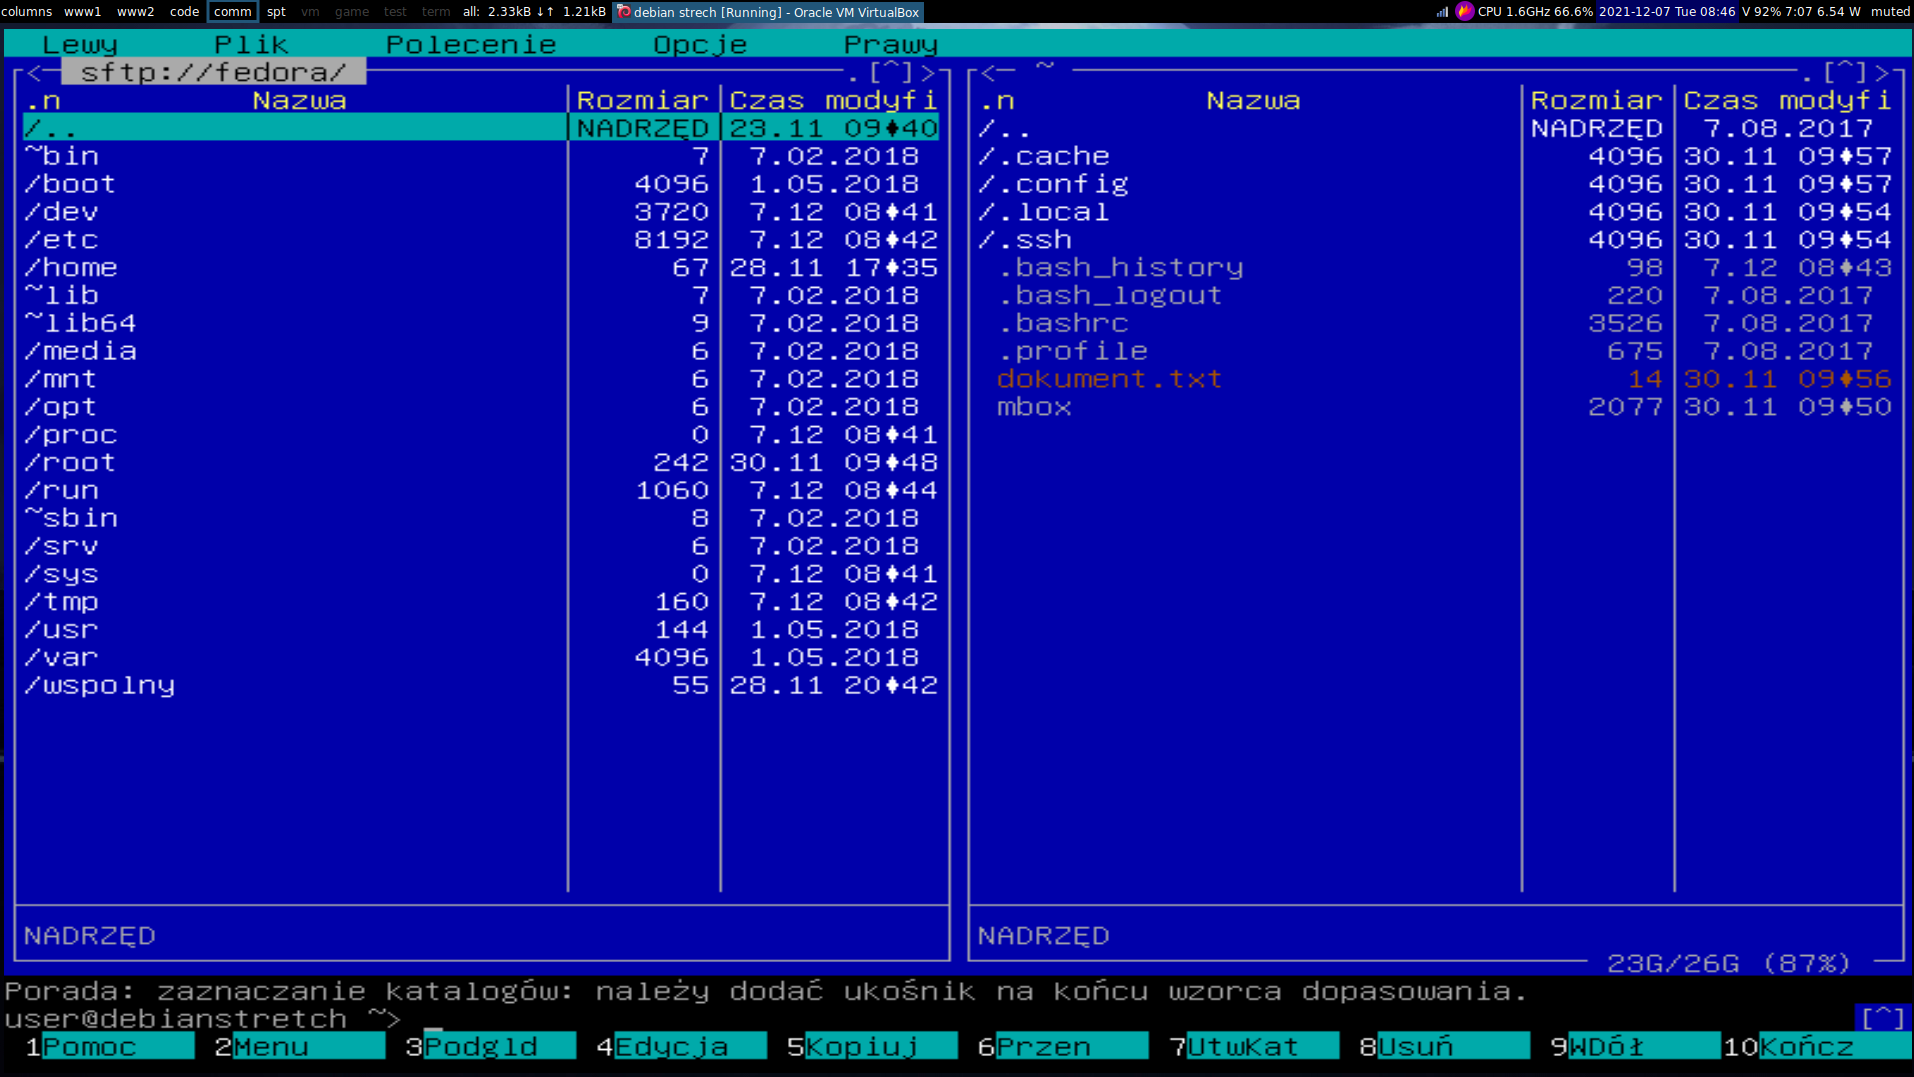 columns www1 www2 code comm spt vm game test term all: 2.33kB ↓↑ 1.21kB debian strech [Running] - Oracle VM VirtualBox CPU 1.6GHz 66.6% 2021-12-07 Tue 08:46 V 92% 7:07 6.54 W muted
Lewy Plik Polecenie Opcje Prawy
<─ sftp://fedora/ .[^]> <─ ~ .[^]>
.n Nazwa Rozmiar Czas modyfi .n Nazwa Rozmiar Czas modyfi
/.. NADRZĘD 23.11 09♦40 /.. NADRZĘD 7.08.2017
~bin 7 7.02.2018 /.cache 4096 30.11 09♦57
/boot 4096 1.05.2018 /.config 4096 30.11 09♦57
/dev 3720 7.12 08♦41 /.local 4096 30.11 09♦54
/etc 8192 7.12 08♦42 /.ssh 4096 30.11 09♦54
/home 67 28.11 17♦35 .bash_history 98 7.12 08♦43
~lib 7 7.02.2018 .bash_logout 220 7.08.2017
~lib64 9 7.02.2018 .bashrc 3526 7.08.2017
/media 6 7.02.2018 .profile 675 7.08.2017
/mnt 6 7.02.2018 dokument.txt 14 30.11 09♦56
/opt 6 7.02.2018 mbox 2077 30.11 09♦50
/proc 0 7.12 08♦41
/root 242 30.11 09♦48
/run 1060 7.12 08♦44
~sbin 8 7.02.2018
/srv 6 7.02.2018
/sys 0 7.12 08♦41
/tmp 160 7.12 08♦42
/usr 144 1.05.2018
/var 4096 1.05.2018
/wspolny 55 28.11 20♦42
NADRZĘD NADRZĘD
23G/26G (87%)
Porada: zaznaczanie katalogów: należy dodać ukośnik na końcu wzorca dopasowania.
user@debianstretch ~> _ [^]
1Pomoc 2Menu 3Podgld 4Edycja 5Kopiuj 6Przen 7UtwKat 8Usuń 9WDół 10Kończ